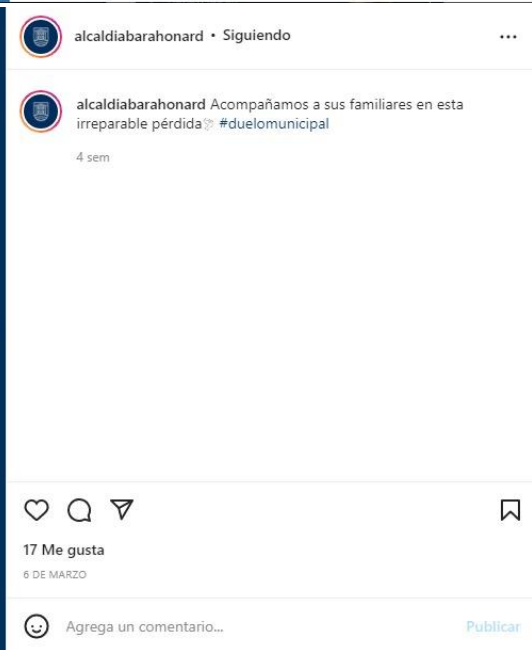 alcaldiabarahonard • Siguiendo
alcaldiabarahonard Acompañamos a sus familiares en esta
irreparable pérdida🕊 #duelomunicipal
4 sem
17 Me gusta
6 DE MARZO
Agrega un comentario...
Publicar